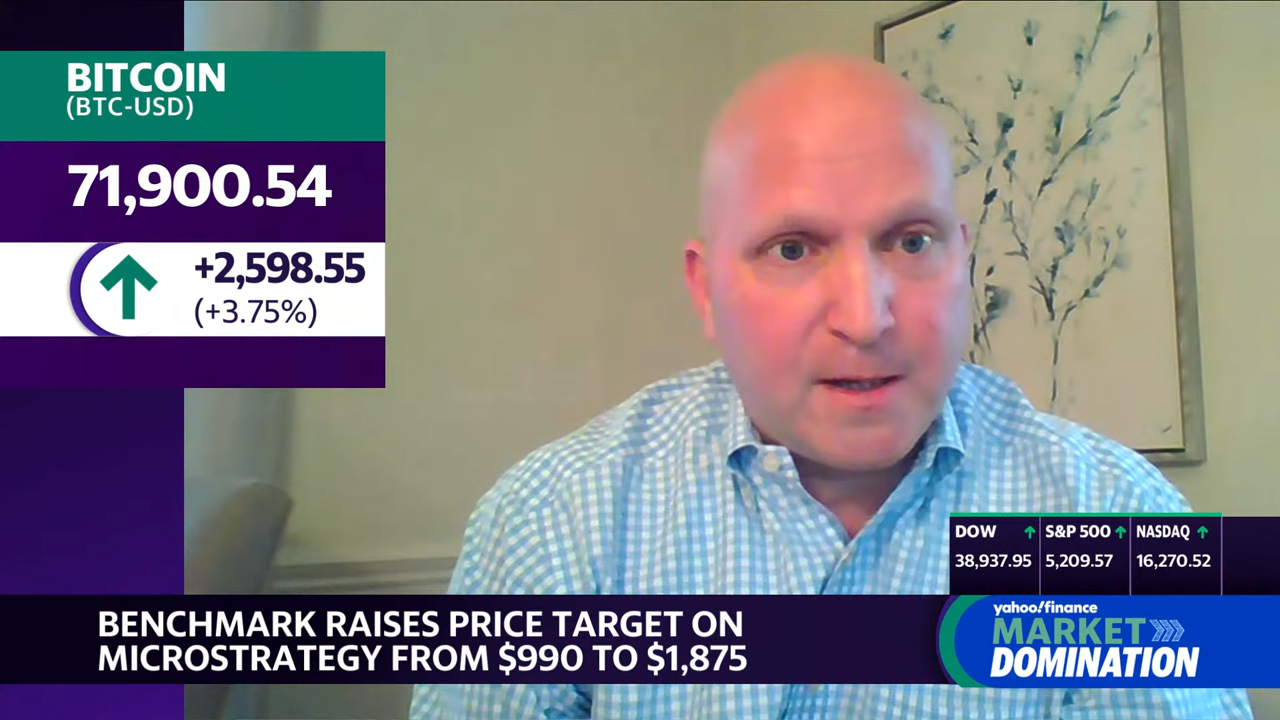 BITCOIN
(BTC-USD)
71,900.54
+2,598.55
(+3.75%)
DOW
38,937.95
S&P 500
5,209.57
NASDAQ
16,270.52
BENCHMARK RAISES PRICE TARGET ON
MICROSTRATEGY FROM $990 TO $1,875
yahoo!finance
MARKET
DOMINATION